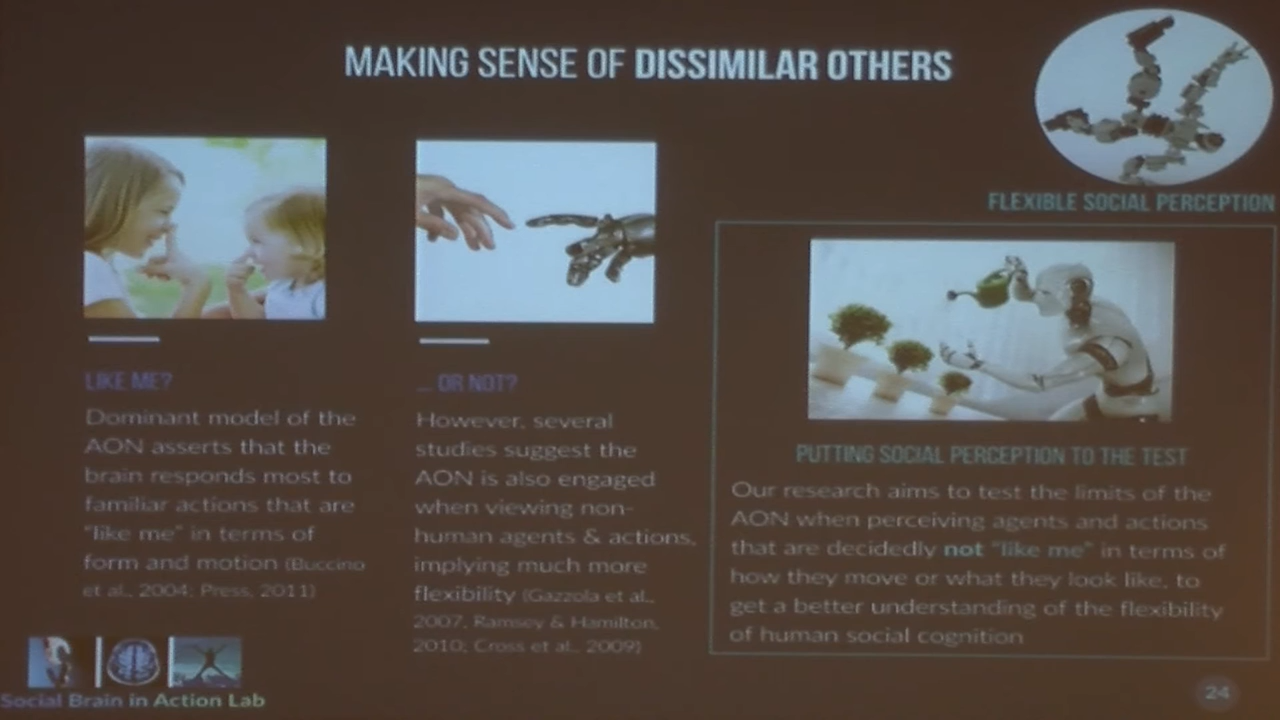 MAKING SENSE OF DISSIMILAR OTHERS
FLEXIBLE SOCIAL PERCEPTION
LIKE ME?
Dominant model of the
AON asserts that the
brain responds most to
familiar actions that are
"like me" in terms of
form and motion (Buccino
et al., 2004; Press, 2011)
... OR NOT?
However, several
studies suggest the
AON is also engaged
when viewing non-
human agents & actions,
implying much more
flexibility (Gazzola et al.,
2007, Ramsey & Hamilton,
2010; Cross et al., 2009)
PUTTING SOCIAL PERCEPTION TO THE TEST
Our research aims to test the limits of the
AON when perceiving agents and actions
that are decidedly not "like me" in terms of
how they move or what they look like, to
get a better understanding of the flexibility
of human social cognition
Social Brain in Action Lab
24